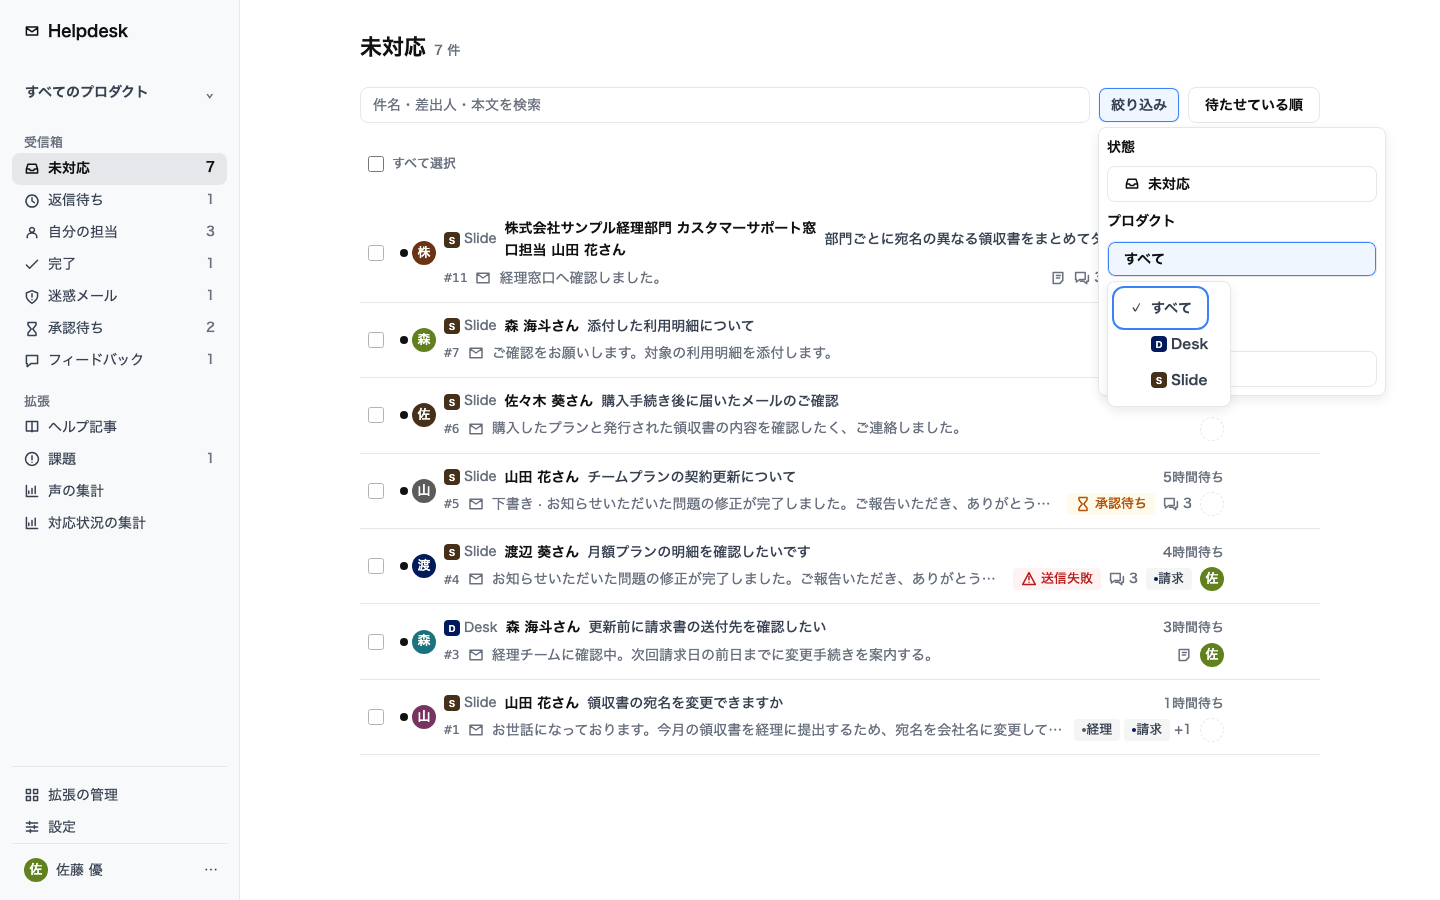 Helpdesk
すべてのプロダクト
受信箱
未対応 7
返信待ち 1
自分の担当 3
完了 1
迷惑メール 1
承認待ち 2
フィードバック 1
拡張
ヘルプ記事
課題 1
声の集計
対応状況の集計
拡張の管理
設定
佐 佐藤 優 …
未対応 7 件
件名・差出人・本文を検索
絞り込み
待たせている順
すべて選択
株 S Slide 株式会社サンプル経理部門 カスタマーサポート窓
口担当 山田 花さん
部門ごとに宛名の異なる領収書をまとめて
#11 経理窓口へ確認しました。
森 S Slide 森 海斗さん 添付した利用明細について
#7 ご確認をお願いします。対象の利用明細を添付します。
佐 S Slide 佐々木 葵さん 購入手続き後に届いたメールのご確認
#6 購入したプランと発行された領収書の内容を確認したく、ご連絡しました。
山 S Slide 山田 花さん チームプランの契約更新について 5時間待ち
#5 下書き · お知らせいただいた問題の修正が完了しました。ご報告いただき、ありがとう… 承認待ち 3
渡 S Slide 渡辺 葵さん 月額プランの明細を確認したいです 4時間待ち
#4 お知らせいただいた問題の修正が完了しました。ご報告いただき、ありがとう… 送信失敗 3 •請求 佐
森 D Desk 森 海斗さん 更新前に請求書の送付先を確認したい 3時間待ち
#3 経理チームに確認中。次回請求日の前日までに変更手続きを案内する。 佐
山 S Slide 山田 花さん 領収書の宛名を変更できますか 1時間待ち
#1 お世話になっております。今月の領収書を経理に提出するため、宛名を会社名に変更して… •経理 •請求 +1
状態
未対応
プロダクト
すべて
✓ すべて
D Desk
S Slide